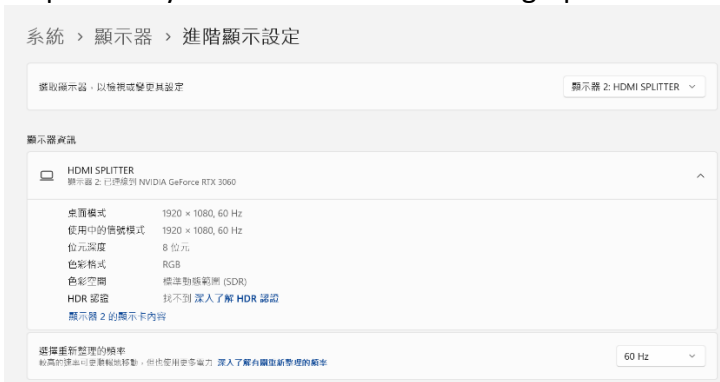 系統 > 顯示器 > 進階顯示設定
選取顯示器，以檢視或變更其設定
顯示器 2: HDMI SPLITTER
顯示器資訊
HDMI SPLITTER
顯示器 2: 已連線到 NVIDIA GeForce RTX 3060
桌面模式 1920 × 1080, 60 Hz
使用中的信號模式 1920 × 1080, 60 Hz
位元深度 8 位元
色彩格式 RGB
色彩空間 標準動態範圍 (SDR)
HDR 認證 找不到 深入了解 HDR 認證
顯示器 2 的顯示卡內容
選擇重新整理的頻率
較高的速率可更順暢地移動，但也使用更多電力 深入了解有關重新整理的頻率
60 Hz